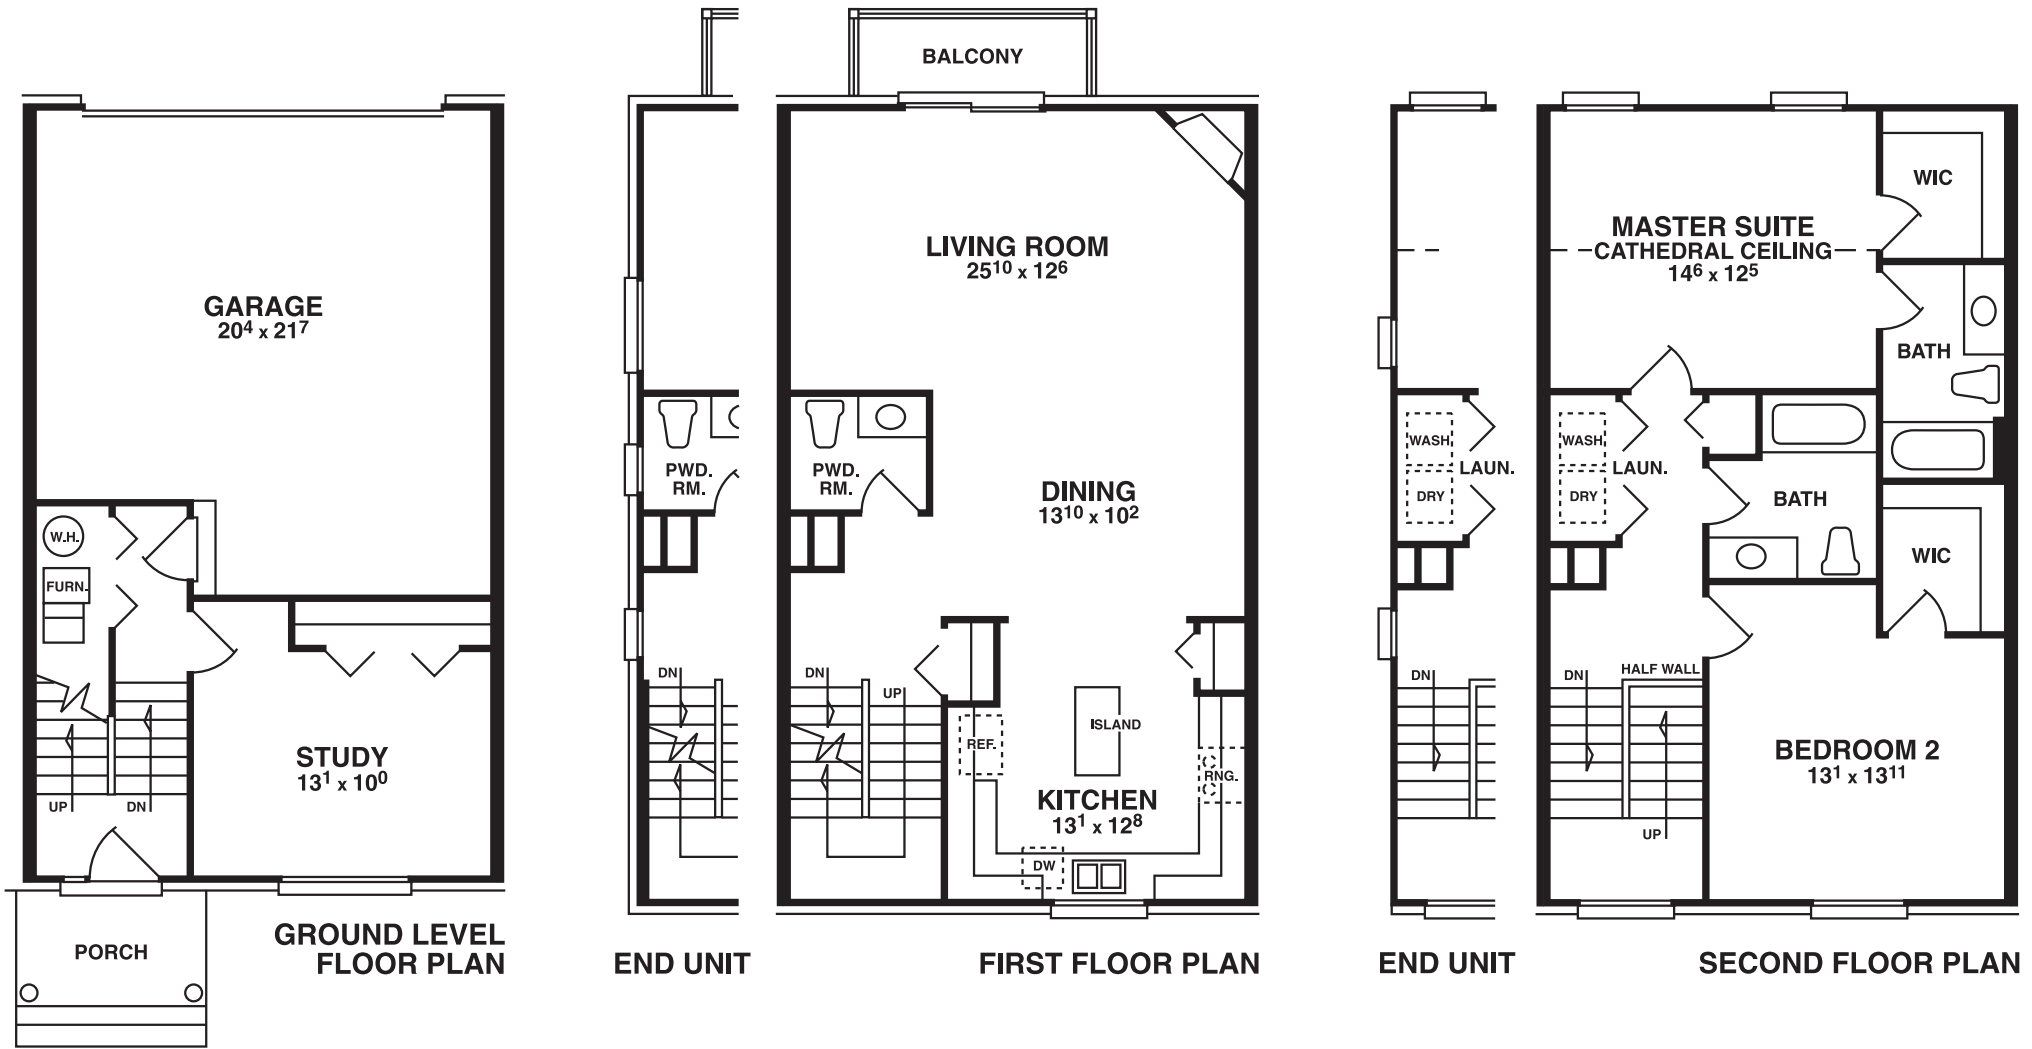 GARAGE
20⁴ x 21⁷
W.H.
FURN.
UP
DN
STUDY
13¹ x 10⁰
PORCH
GROUND LEVEL
FLOOR PLAN
PWD.
RM.
DN
END UNIT
BALCONY
LIVING ROOM
25¹⁰ x 12⁶
PWD.
RM.
DINING
13¹⁰ x 10²
DN
UP
REF.
ISLAND
RNG.
KITCHEN
13¹ x 12⁸
DW
FIRST FLOOR PLAN
WASH
LAUN.
DRY
DN
END UNIT
WIC
MASTER SUITE
CATHEDRAL CEILING
14⁶ x 12⁵
BATH
WASH
LAUN.
DRY
BATH
WIC
HALF WALL
DN
UP
BEDROOM 2
13¹ x 13¹¹
SECOND FLOOR PLAN